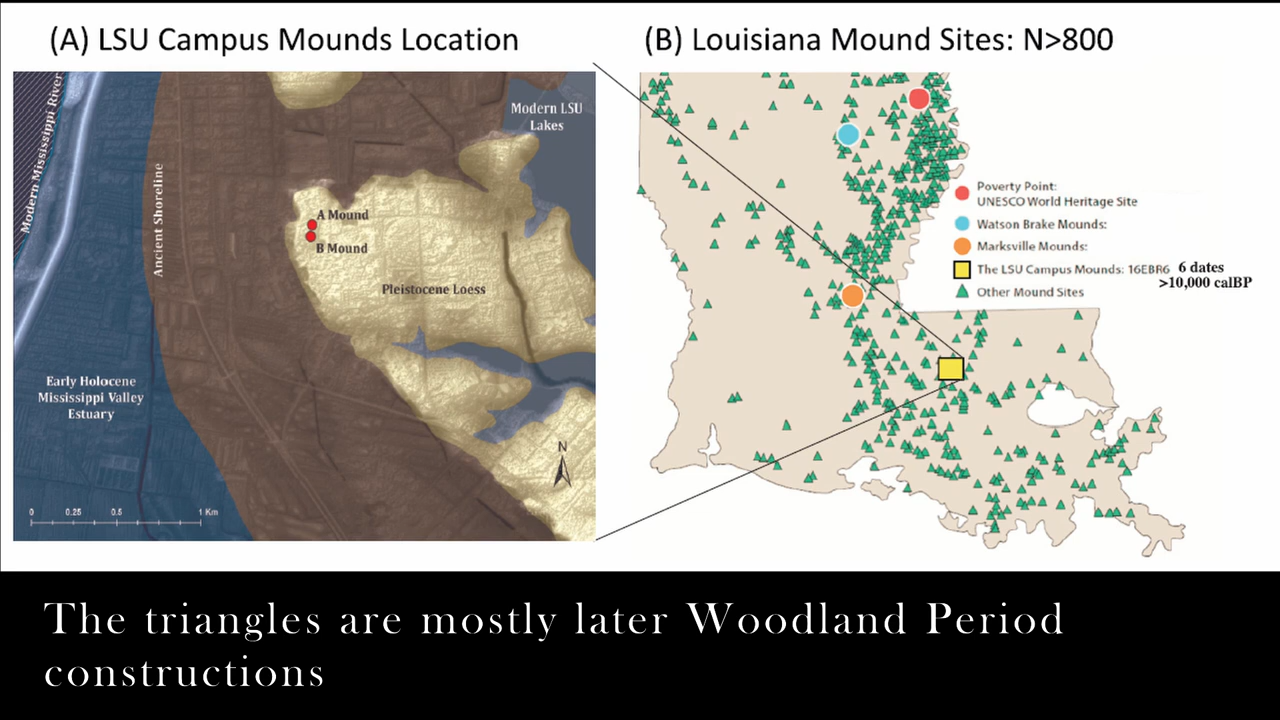 (A) LSU Campus Mounds Location
Modern Mississippi River
Ancient Shoreline
Modern LSU
Lakes
A Mound
B Mound
Pleistocene Loess
Early Holocene
Mississippi Valley
Estuary
N
0 0.25 0.5 1 Km
(B) Louisiana Mound Sites: N>800
Poverty Point:
UNESCO World Heritage Site
Watson Brake Mounds:
Marksville Mounds:
The LSU Campus Mounds: 16EBR6 6 dates
>10,000 calBP
Other Mound Sites
The triangles are mostly later Woodland Period
constructions